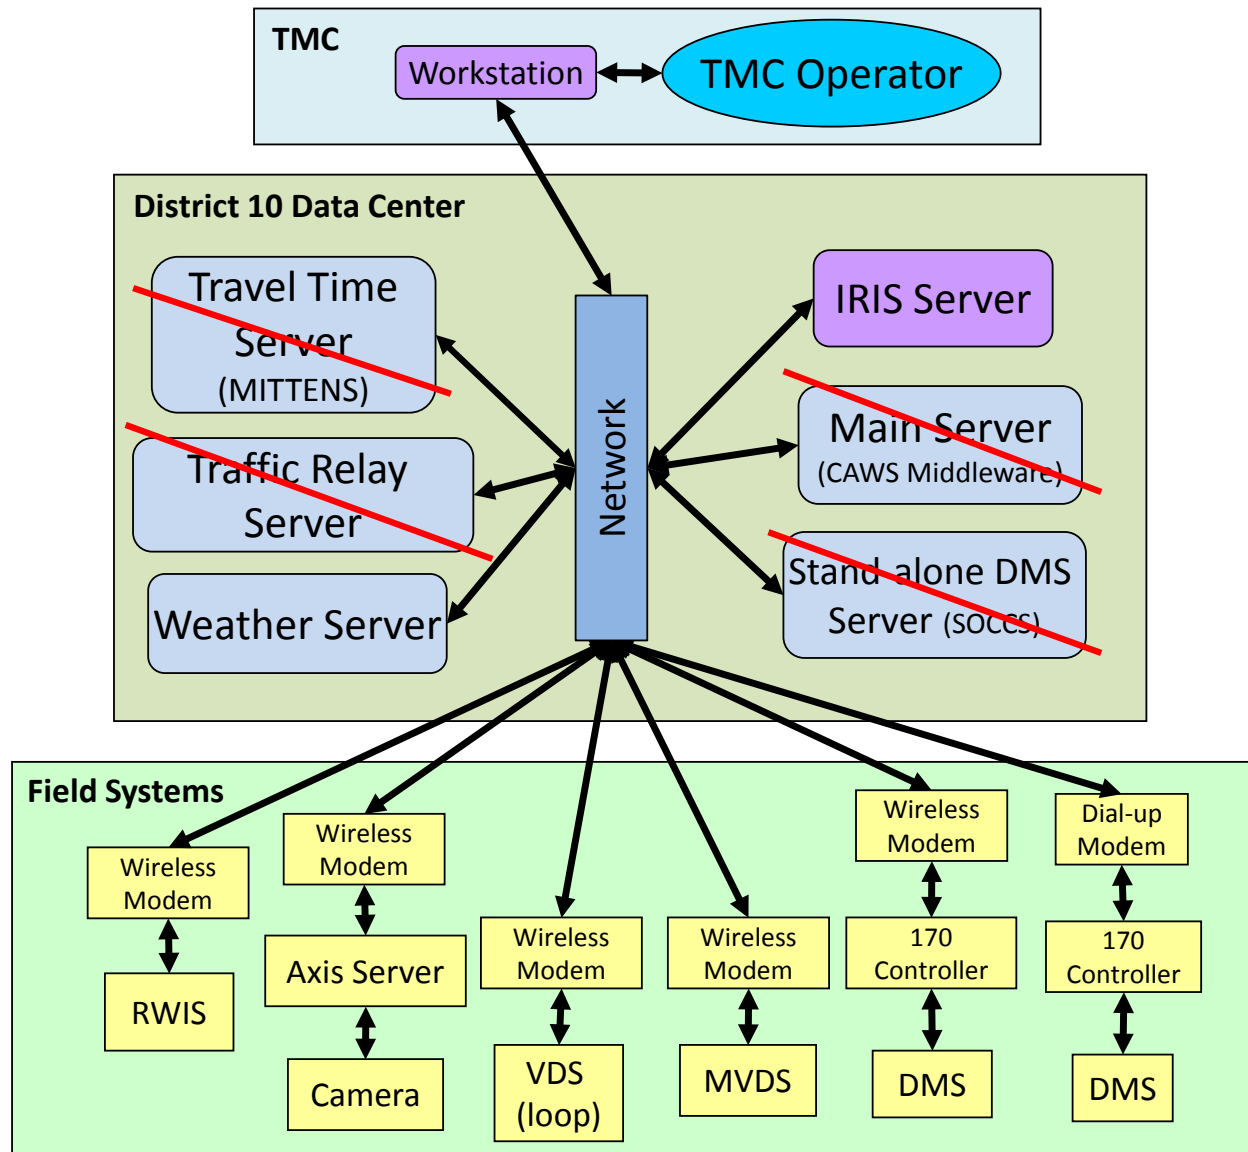 TMC
Workstation
TMC Operator
District 10 Data Center
Travel Time
Server
(MITTENS)
Traffic Relay
Server
Weather Server
Network
IRIS Server
Main Server
(CAWS Middleware)
Stand-alone DMS
Server (SOCCS)
Field Systems
Wireless
Modem
RWIS
Wireless
Modem
Axis Server
Camera
Wireless
Modem
VDS
(loop)
Wireless
Modem
MVDS
Wireless
Modem
170
Controller
DMS
Dial-up
Modem
170
Controller
DMS